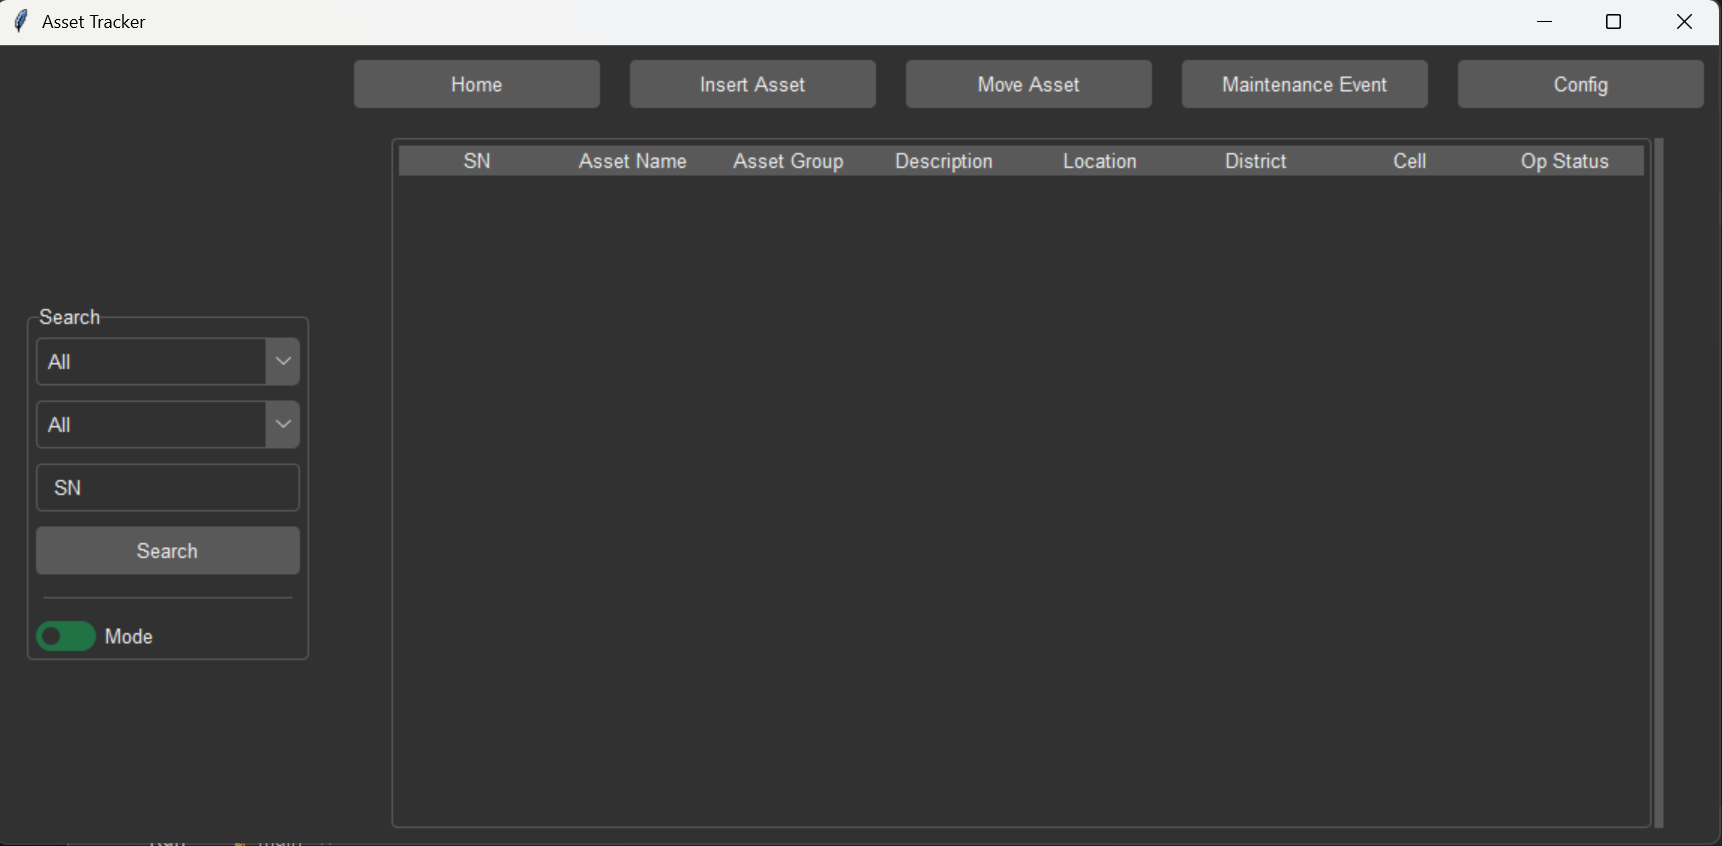 Asset Tracker
Home Insert Asset Move Asset Maintenance Event Config
SN Asset Name Asset Group Description Location District Cell Op Status
Search
All
All
SN
Search
Mode